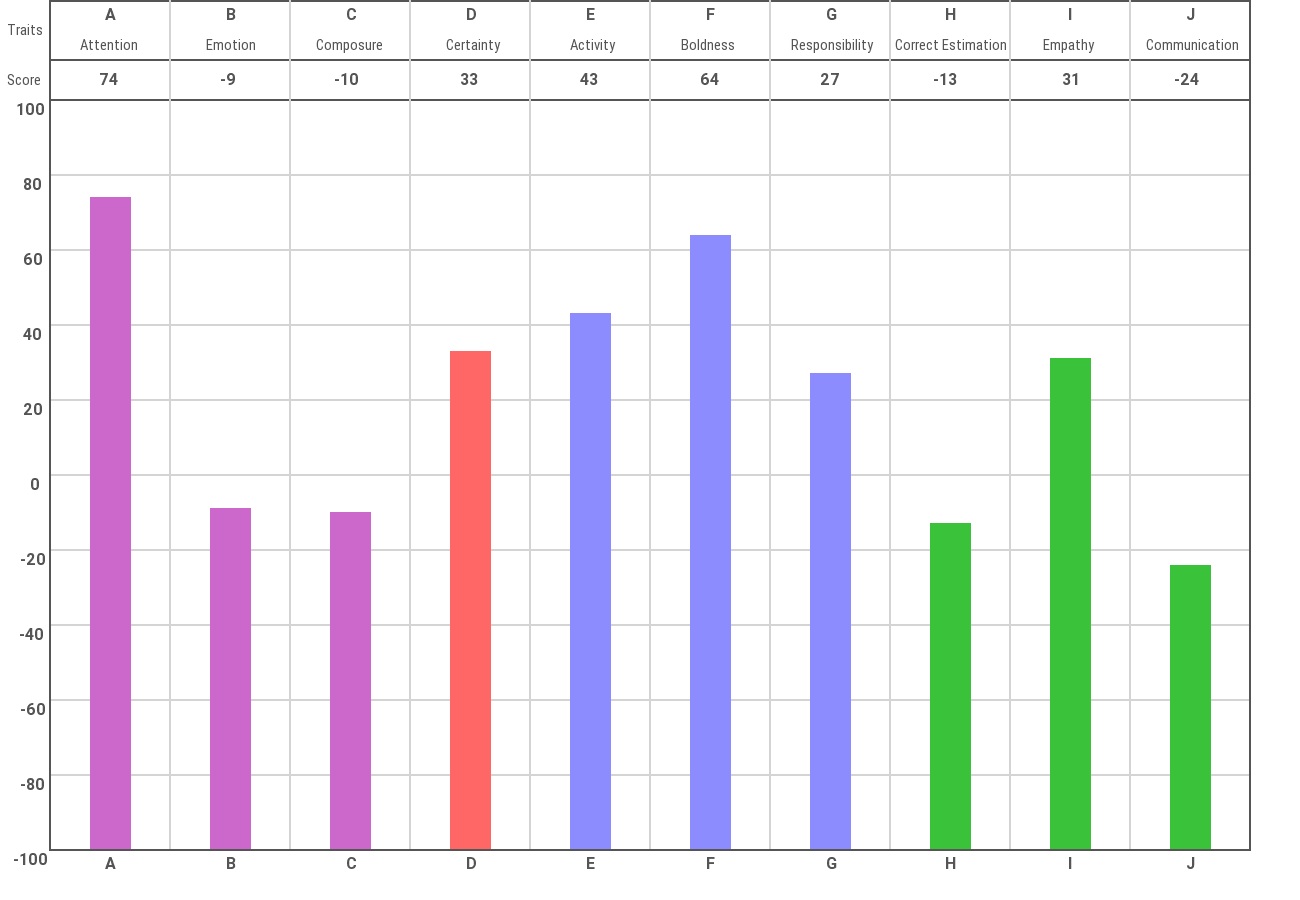 A B C D E F G H I J
Traits
Attention Emotion Composure Certainty Activity Boldness Responsibility Correct Estimation Empathy Communication
Score 74 -9 -10 33 43 64 27 -13 31 -24
100
80
60
40
20
0
-20
-40
-60
-80
-100
A B C D E F G H I J